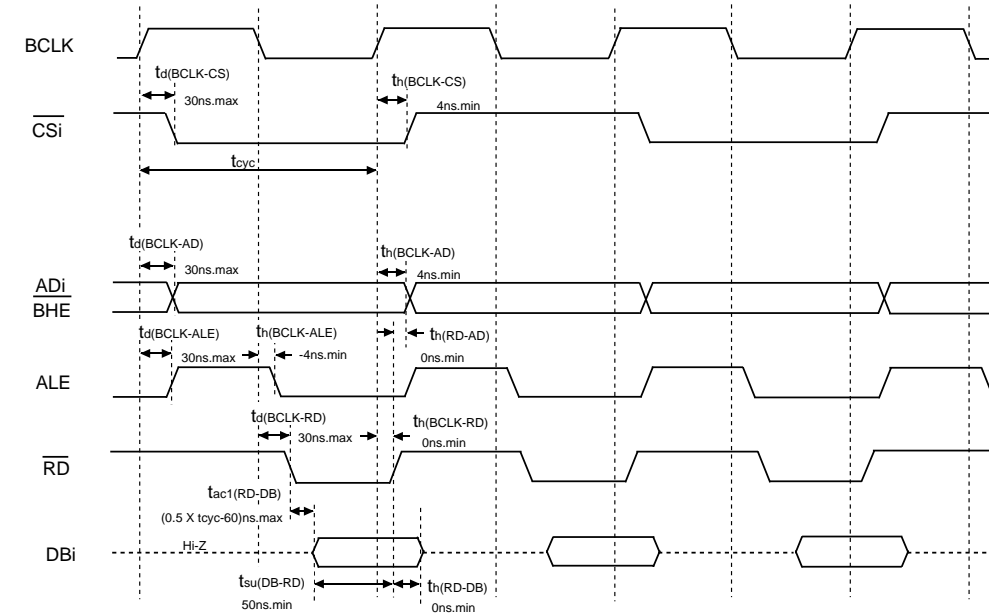 BCLK
td(BCLK-CS)
30ns.max
th(BCLK-CS)
4ns.min
CSi
tcyc
td(BCLK-AD)
30ns.max
th(BCLK-AD)
4ns.min
ADi
BHE
td(BCLK-ALE)
30ns.max
th(BCLK-ALE)
-4ns.min
th(RD-AD)
0ns.min
ALE
td(BCLK-RD)
30ns.max
th(BCLK-RD)
0ns.min
RD
tac1(RD-DB)
(0.5 X tcyc-60)ns.max
DBi
Hi-Z
tsu(DB-RD)
50ns.min
th(RD-DB)
0ns.min